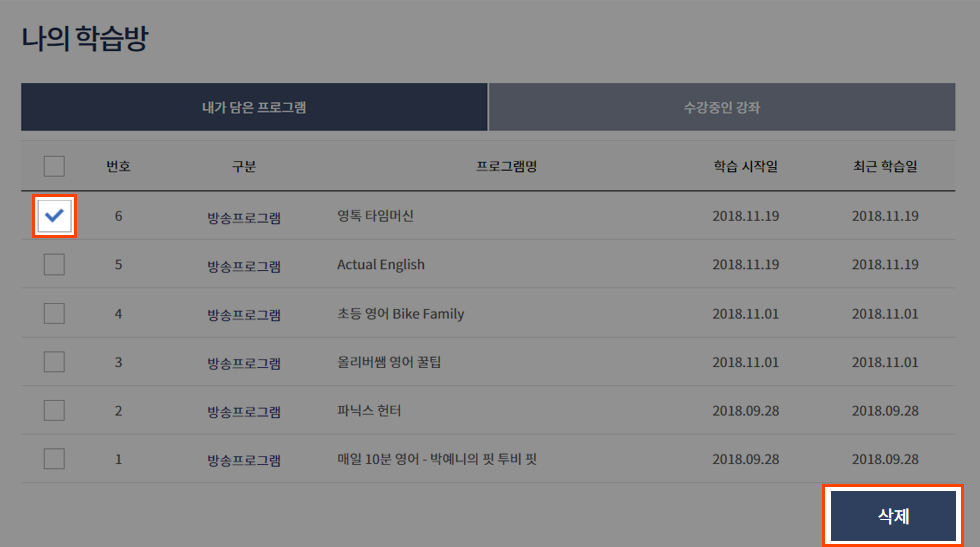 나의 학습방
내가 담은 프로그램 수강중인 강좌
번호 구분 프로그램명 학습 시작일 최근 학습일
6 방송프로그램 영톡 타임머신 2018.11.19 2018.11.19
5 방송프로그램 Actual English 2018.11.19 2018.11.19
4 방송프로그램 초등 영어 Bike Family 2018.11.01 2018.11.01
3 방송프로그램 올리버쌤 영어 꿀팁 2018.11.01 2018.11.01
2 방송프로그램 파닉스 헌터 2018.09.28 2018.09.28
1 방송프로그램 매일 10분 영어 - 박예니의 핏 투비 핏 2018.09.28 2018.09.28
삭제